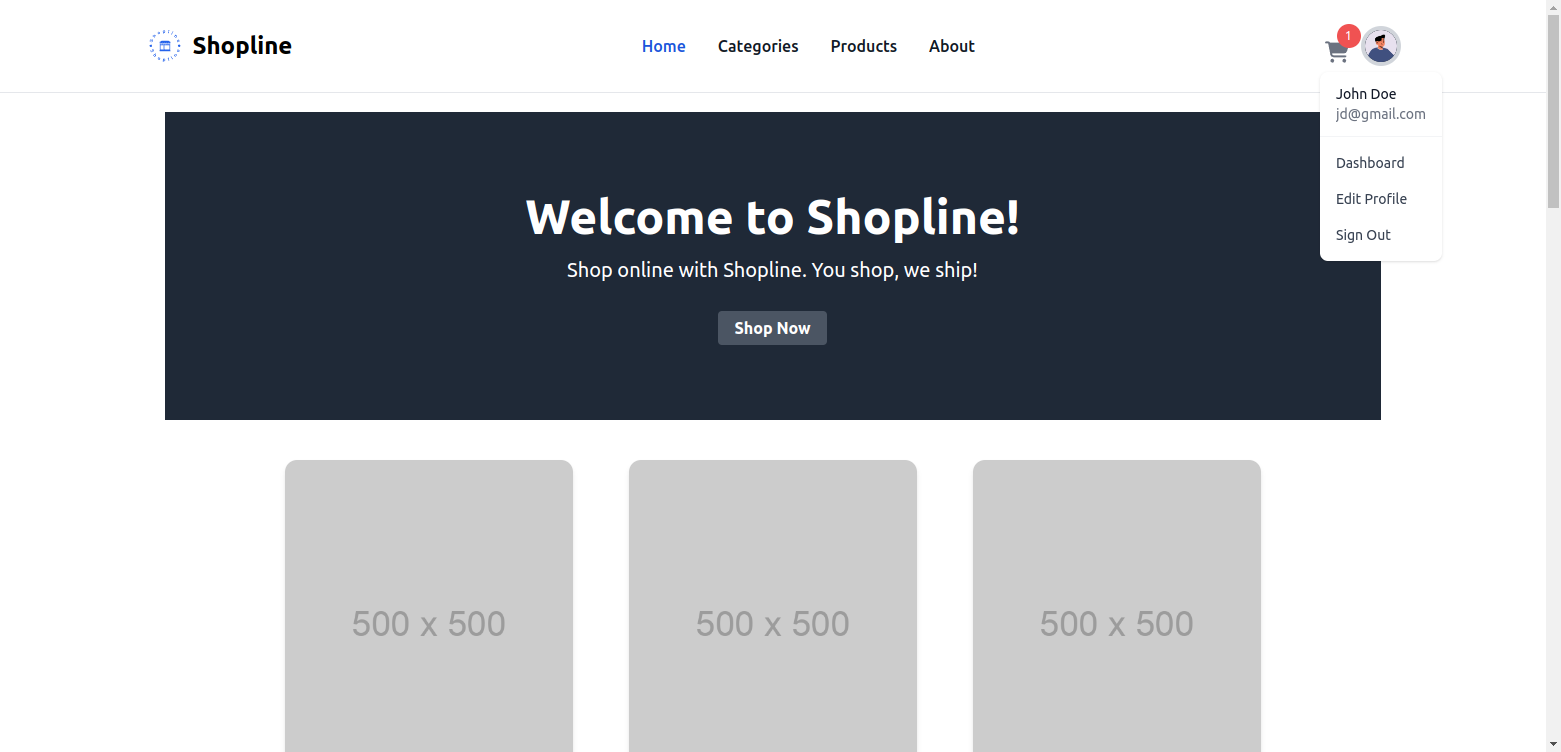 Shopline
Home Categories Products About
1
John Doe
jd@gmail.com
Dashboard
Edit Profile
Sign Out
Welcome to Shopline!
Shop online with Shopline. You shop, we ship!
Shop Now
500 x 500 500 x 500 500 x 500